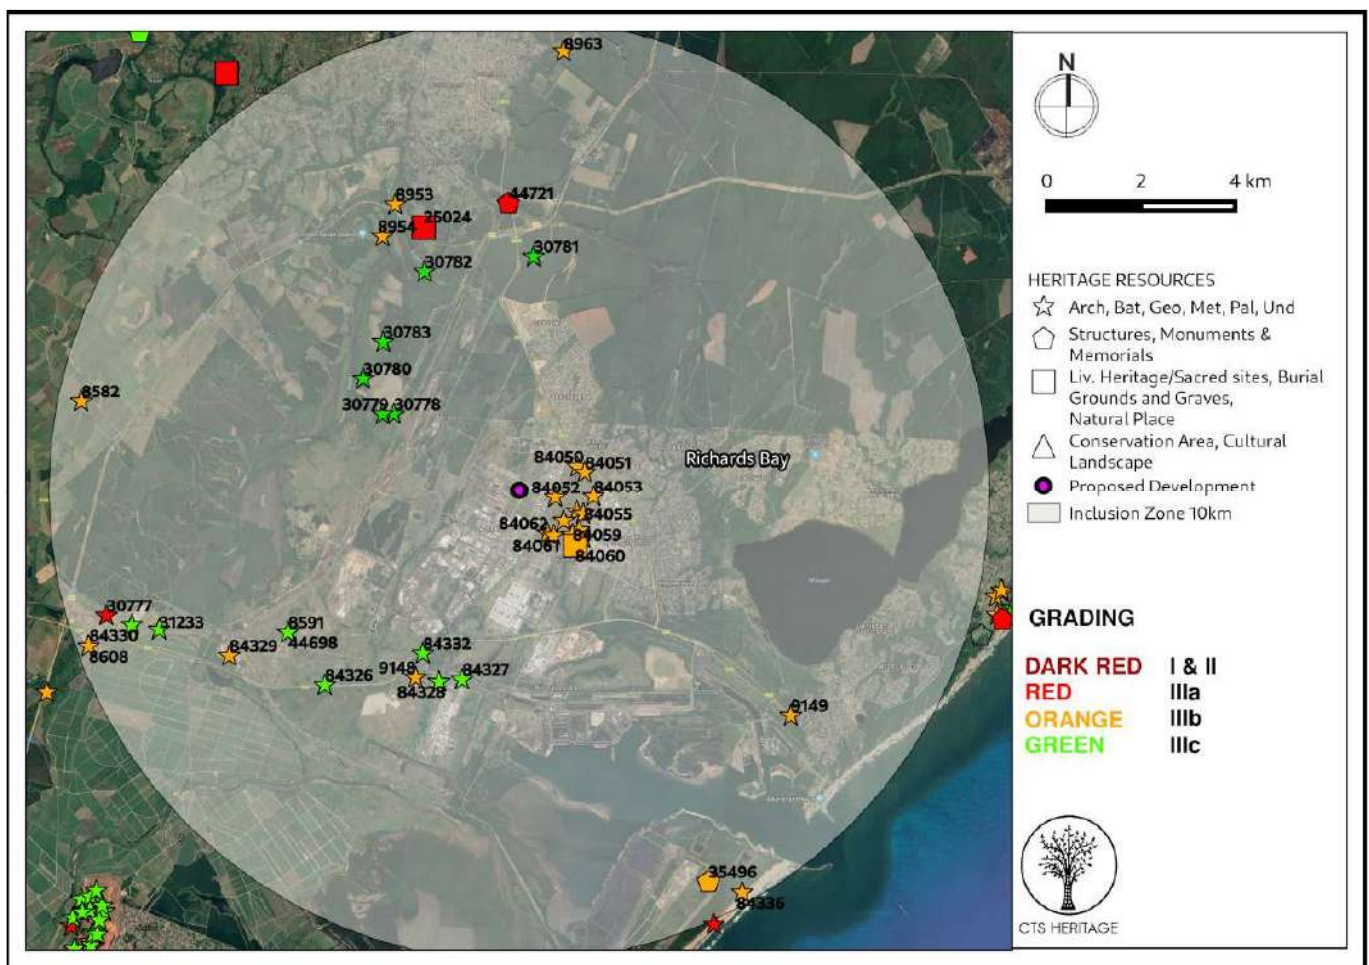 8963
N
8953
44721
25024
8954
30781
30782
0 2 4 km
HERITAGE RESOURCES
Arch, Bat, Geo, Met, Pal, Und
30783
Structures, Monuments &
Memorials
30780
Liv. Heritage/Sacred sites, Burial
Grounds and Graves,
Natural Place
8582
30779 30778
Conservation Area, Cultural
Landscape
84050 84051
Richards Bay
84052 84053
Proposed Development
84055
Inclusion Zone 10km
84062
84059
84061
84060
30777
GRADING
84330 31233
8591
8608
84329 44698
84332
DARK RED I & II
9148
84326 84327
84328
RED IIIa
9149
ORANGE IIIb
GREEN IIIc
35496
84336
CTS HERITAGE